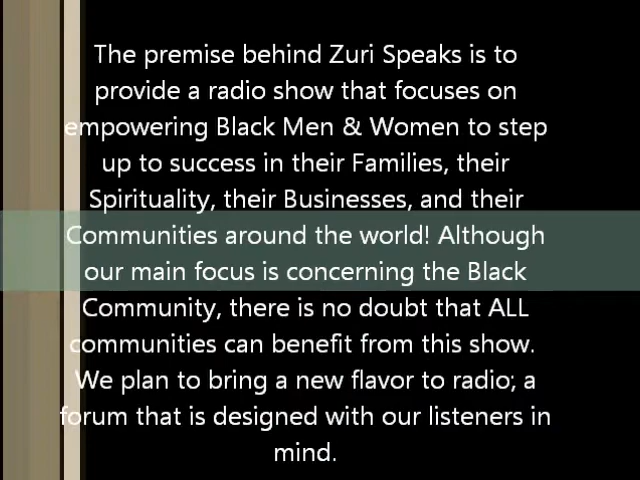 The premise behind Zuri Speaks is to
provide a radio show that focuses on
empowering Black Men & Women to step
up to success in their Families, their
Spirituality, their Businesses, and their
Communities around the world! Although
our main focus is concerning the Black
Community, there is no doubt that ALL
communities can benefit from this show.
We plan to bring a new flavor to radio; a
forum that is designed with our listeners in
mind.